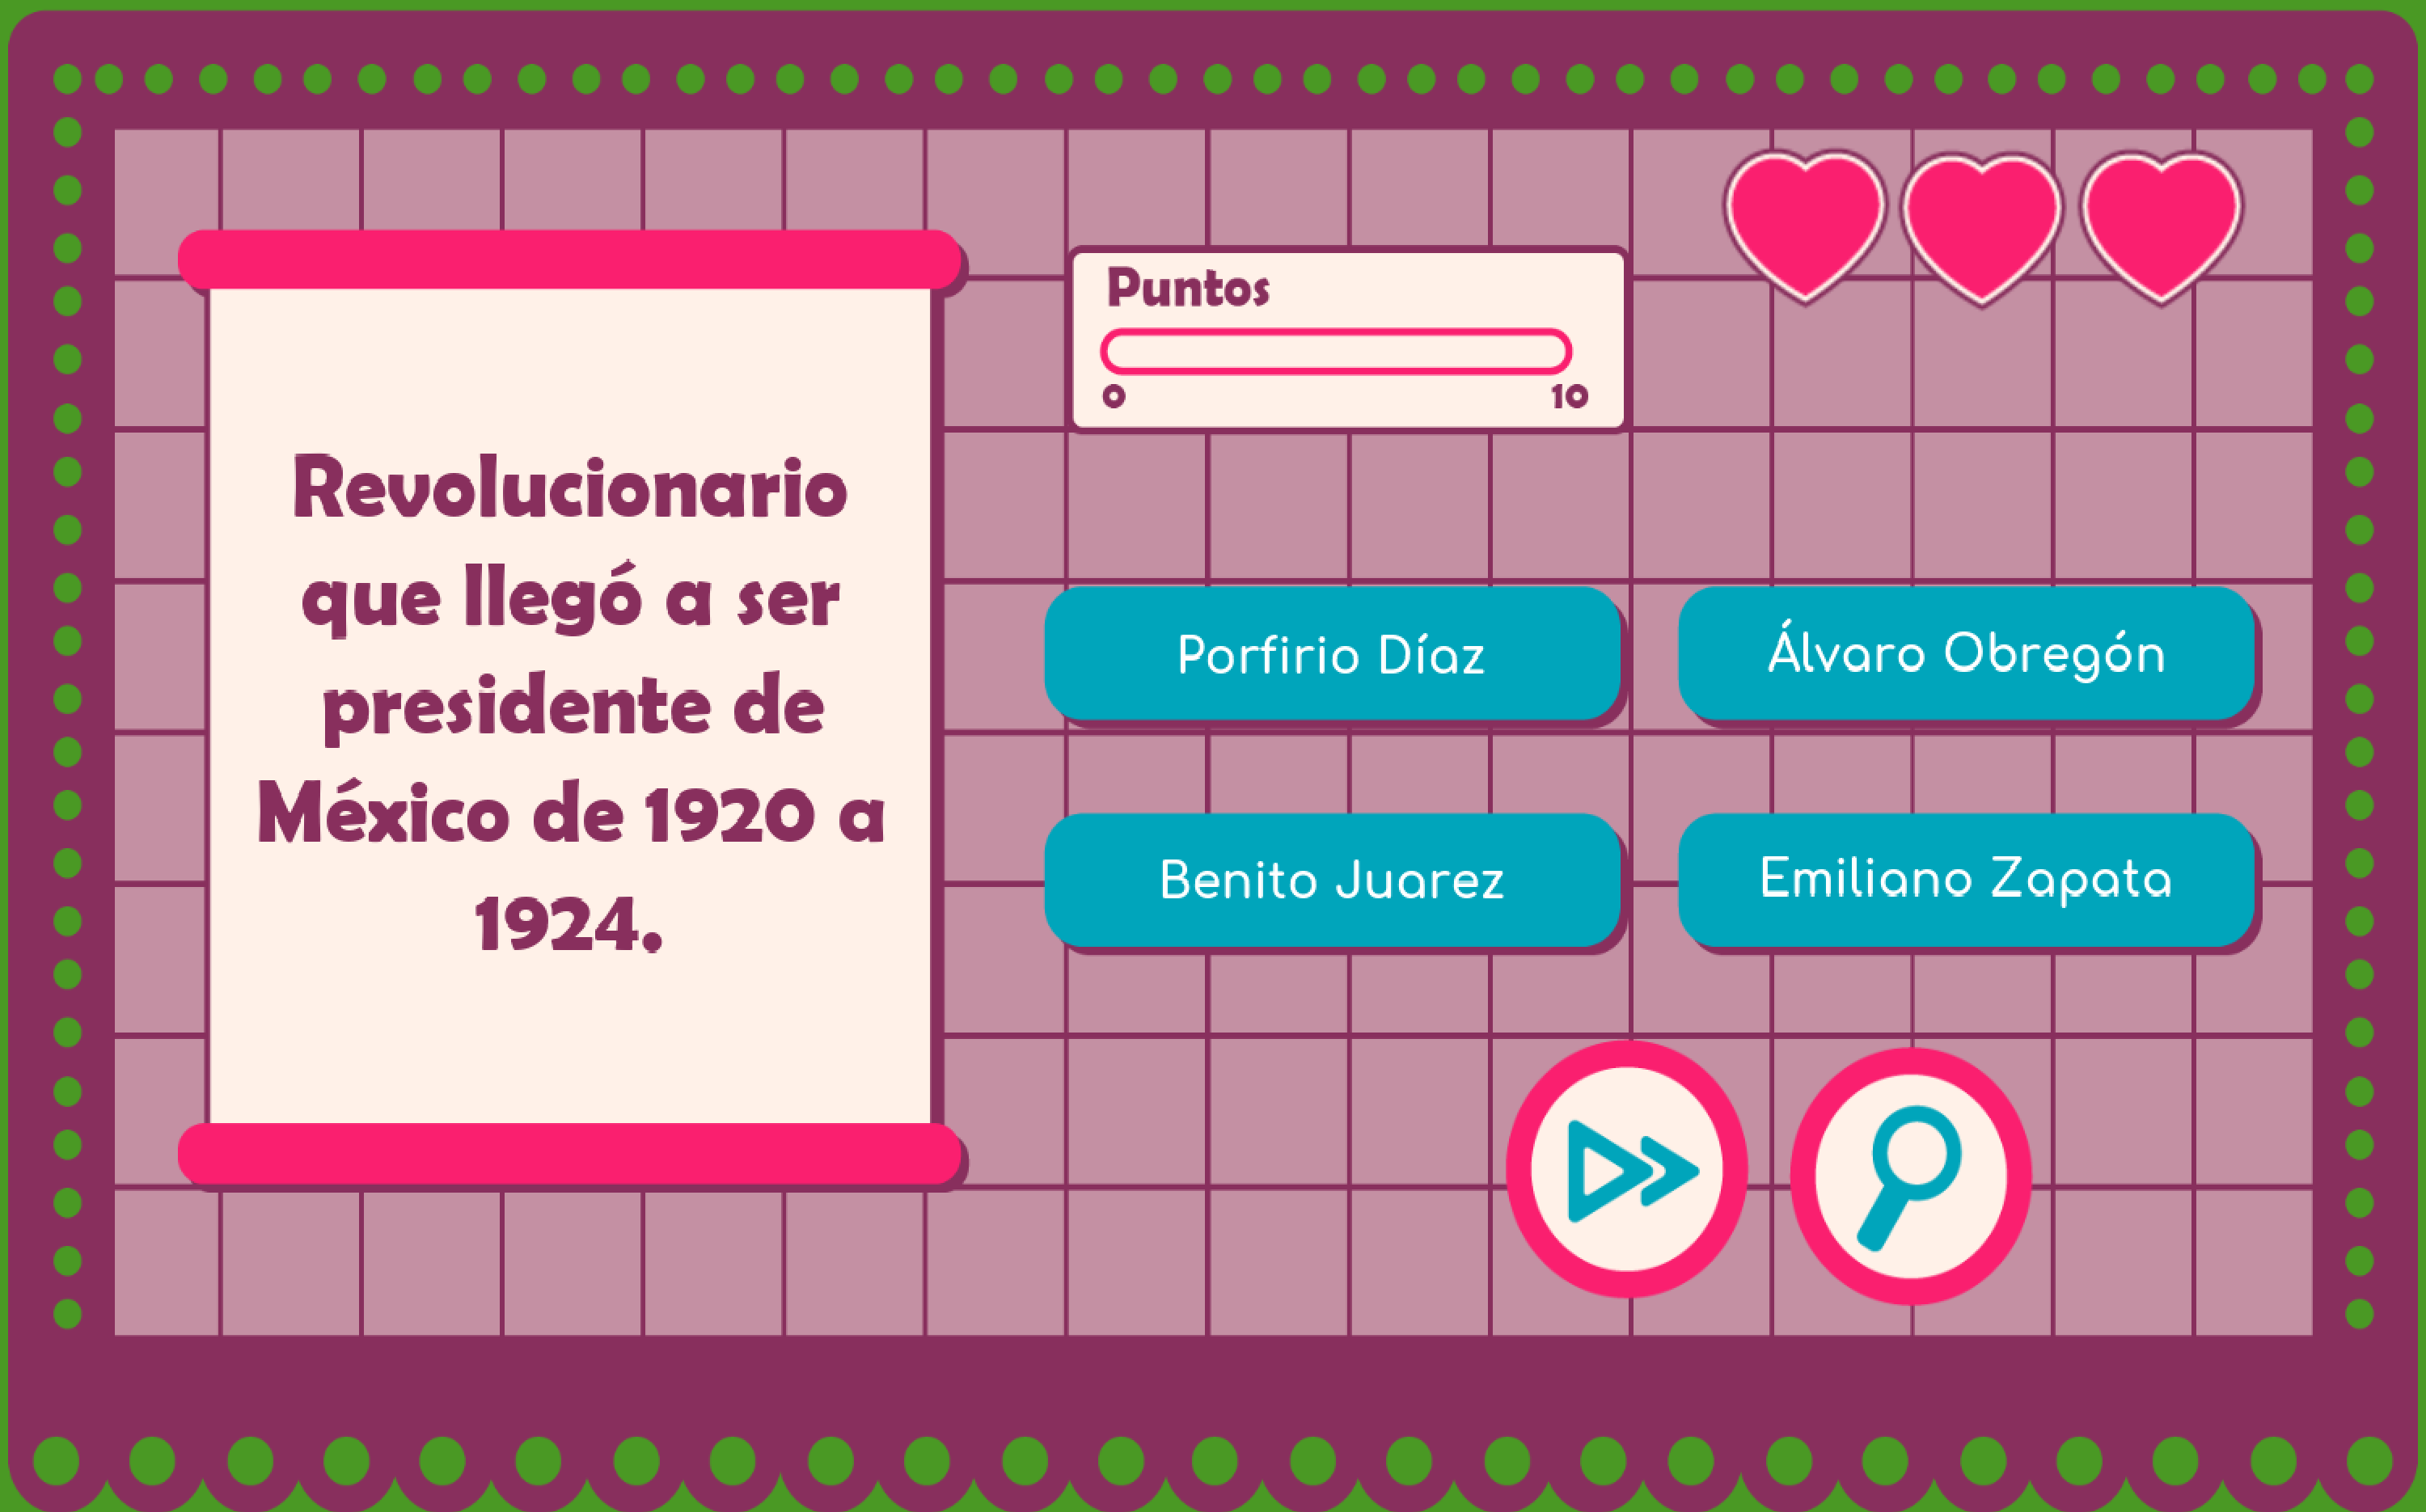 Revolucionario
que llegó a ser
presidente de
México de 1920 a
1924.
Puntos
0 10
Porfirio Díaz
Álvaro Obregón
Benito Juarez
Emiliano Zapata